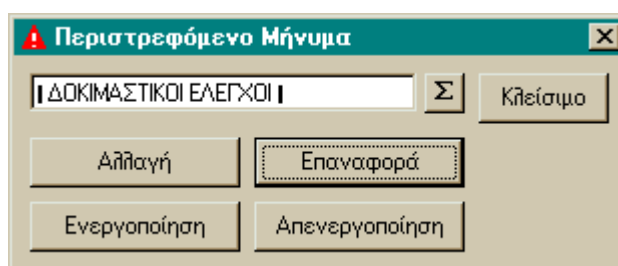 Περιστρεφόμενο Μήνυμα
| ΔΟΚΙΜΑΣΤΙΚΟΙ ΕΛΕΓΧΟΙ |
Σ
Κλείσιμο
Αλλαγή
Επαναφορά
Ενεργοποίηση
Απενεργοποίηση